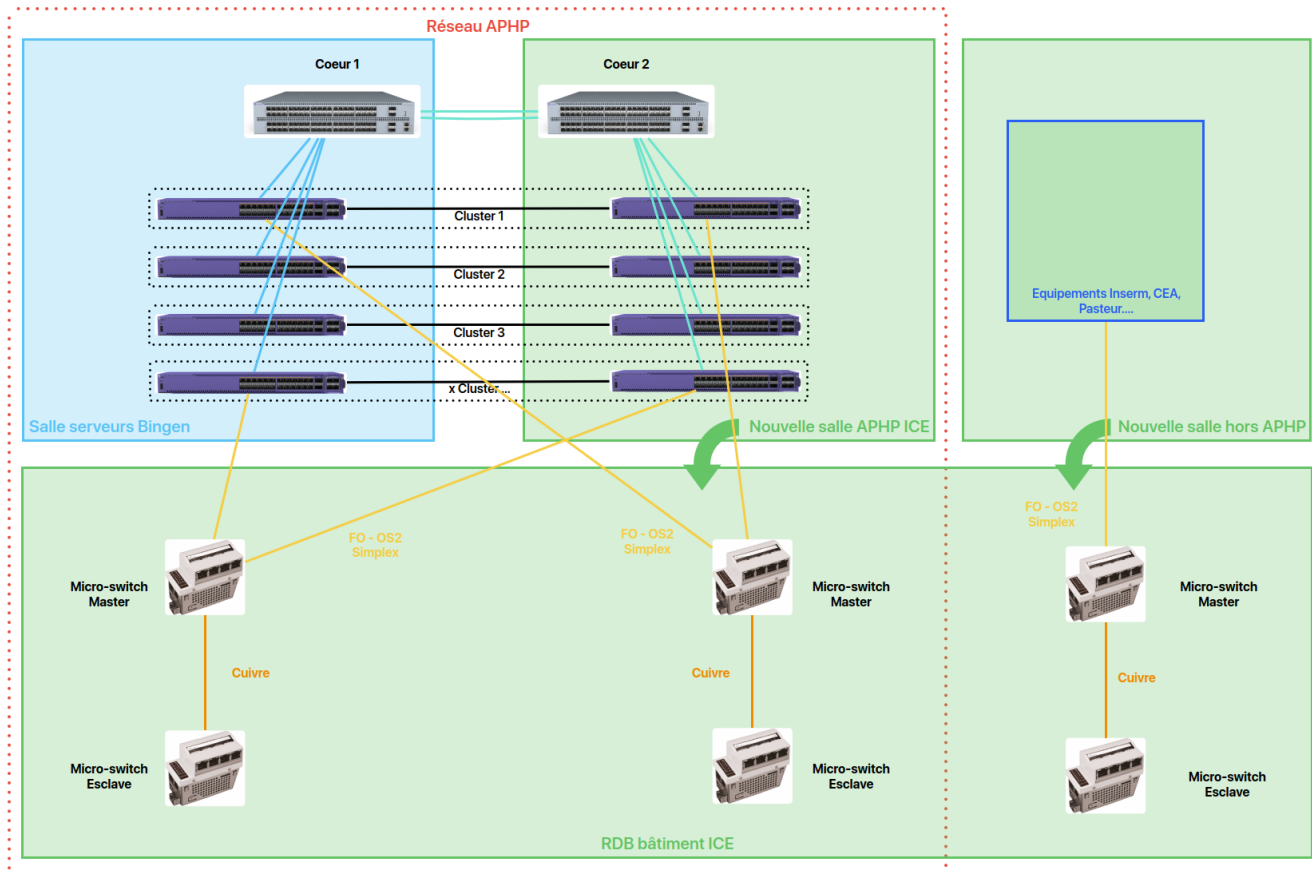 Réseau APHP
Coeur 1
Coeur 2
Cluster 1
Cluster 2
Cluster 3
x Cluster...
Equipements Inserm, CEA,
Pasteur....
Salle serveurs Bingen
Nouvelle salle APHP ICE
Nouvelle salle hors APHP
FO - OS2
Simplex
FO - OS2
Simplex
FO - OS2
Simplex
Micro-switch
Master
Micro-switch
Master
Micro-switch
Master
Cuivre
Cuivre
Cuivre
Micro-switch
Esclave
Micro-switch
Esclave
Micro-switch
Esclave
RDB bâtiment ICE